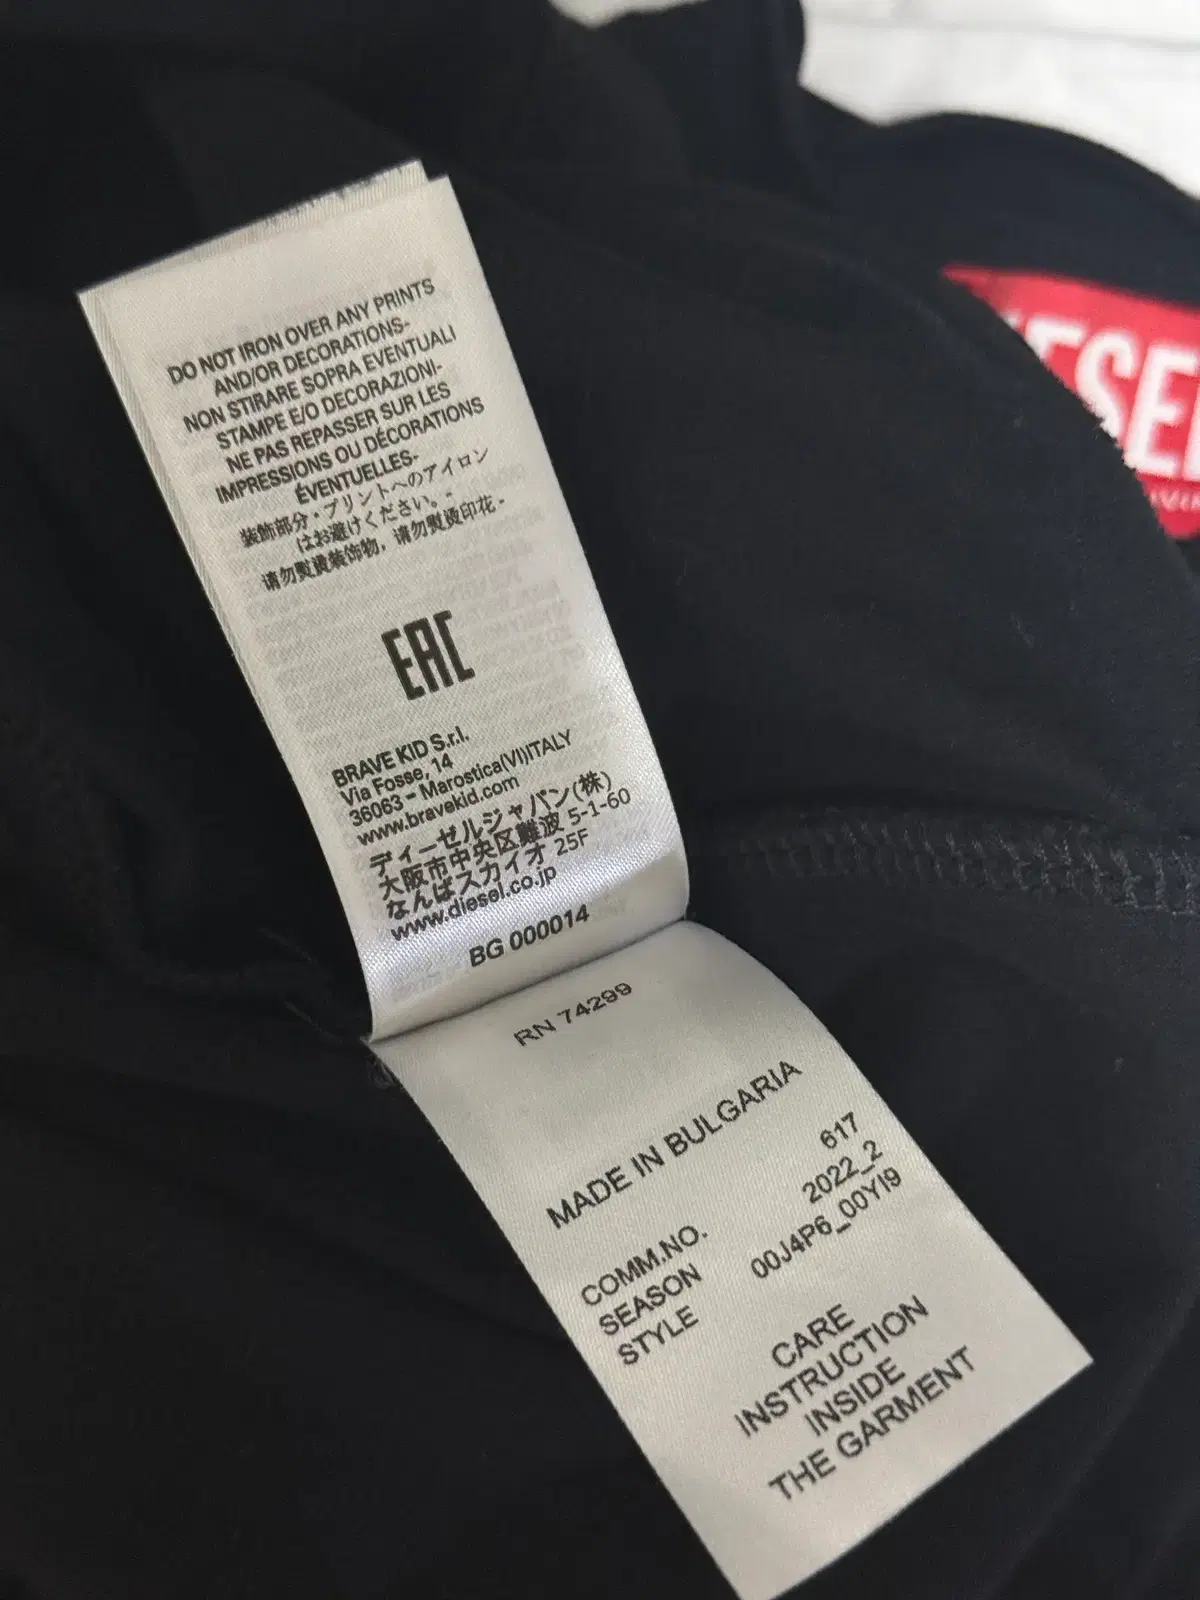 DO NOT IRON OVER ANY PRINTS
AND/OR DECORATIONS-
NON STIRARE SOPRA EVENTUALI
STAMPE E/O DECORAZIONI-
NE PAS REPASSER SUR LES
IMPRESSIONS OU DÉCORATIONS
ÉVENTUELLES-
装飾部分・プリントへのアイロン
はお避けください。-
请勿熨烫装饰物，请勿熨烫印花-
EAC
BRAVE KID S.r.l.
Via Fosse, 14
36063 - Marostica(VI)ITALY
www.bravekid.com
ディーゼルジャパン(株)
大阪市中央区難波 5-1-60
なんばスカイオ 25F
www.diesel.co.jp
BG 000014
RN 74299
MADE IN BULGARIA
COMM.NO. 617
SEASON 2022_2
STYLE 00J4P6_00YI9
CARE
INSTRUCTION
INSIDE
THE GARMENT
ESEL